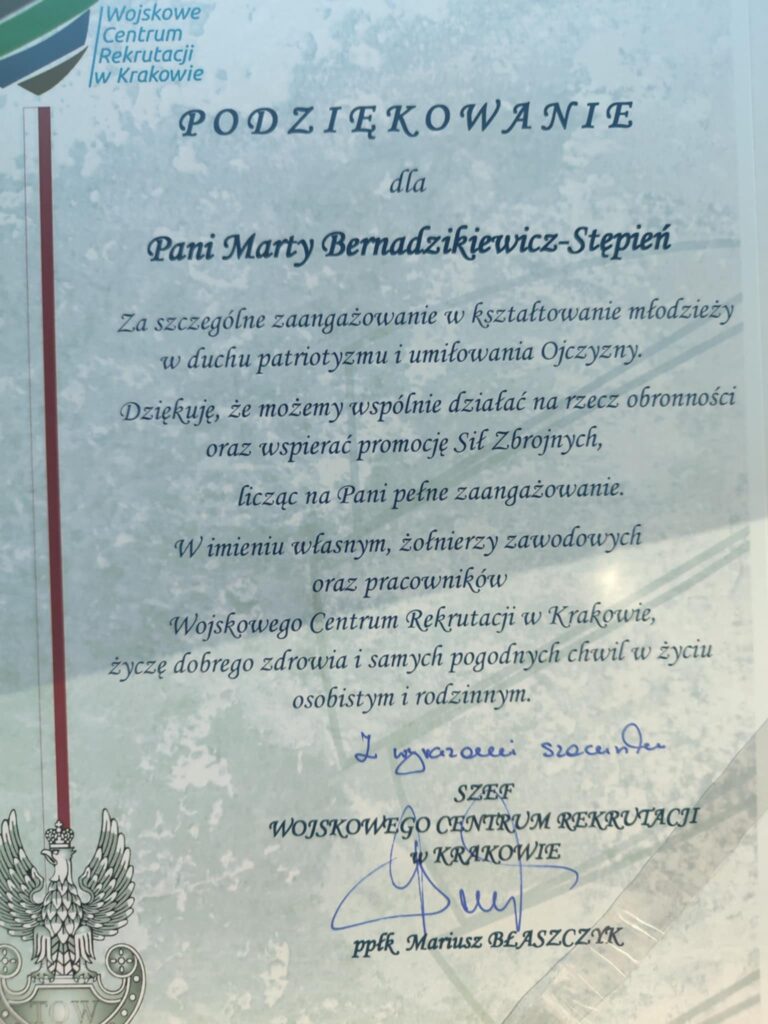 Wojskowe
Centrum
Rekrutacji
w Krakowie
PODZIĘKOWANIE
dla
Pani Marty Bernadzikiewicz-Stępień
Za szczególne zaangażowanie w kształtowanie młodzieży
w duchu patriotyzmu i umiłowania Ojczyzny.
Dziękuję, że możemy wspólnie działać na rzecz obronności
oraz wspierać promocję Sił Zbrojnych,
licząc na Pani pełne zaangażowanie.
W imieniu własnym, żołnierzy zawodowych
oraz pracowników
Wojskowego Centrum Rekrutacji w Krakowie,
życzę dobrego zdrowia i samych pogodnych chwil w życiu
osobistym i rodzinnym.
Z wyrazami szacunku
SZEF
WOJSKOWEGO CENTRUM REKRUTACJI
w KRAKOWIE
ppłk Mariusz BŁASZCZYK
TOW